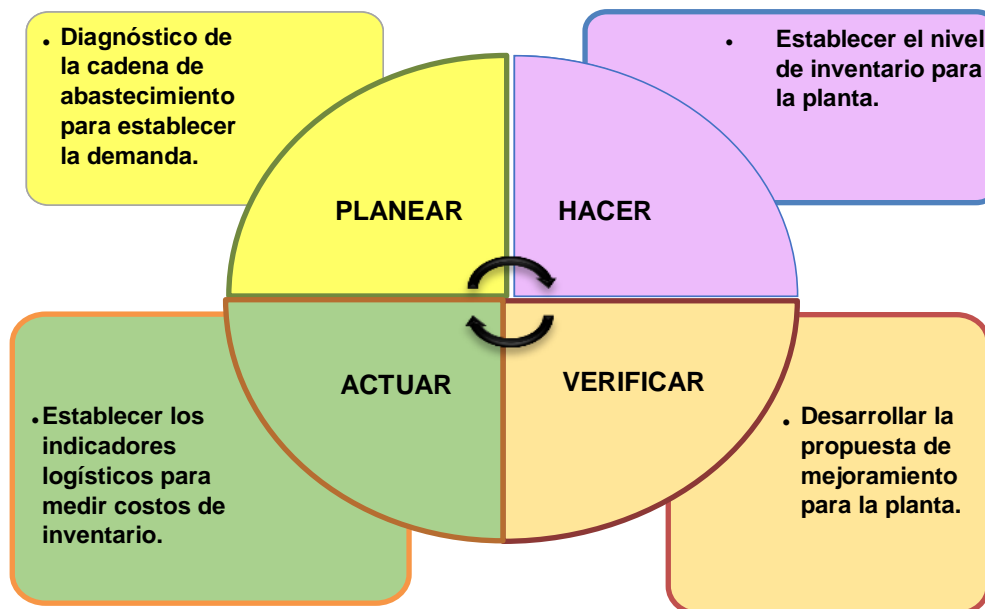 • Diagnóstico de
la cadena de
abastecimiento
para establecer
la demanda.
• Establecer el nivel
de inventario para
la planta.
PLANEAR
HACER
ACTUAR
VERIFICAR
• Establecer los
indicadores
logísticos para
medir costos de
inventario.
• Desarrollar la
propuesta de
mejoramiento
para la planta.